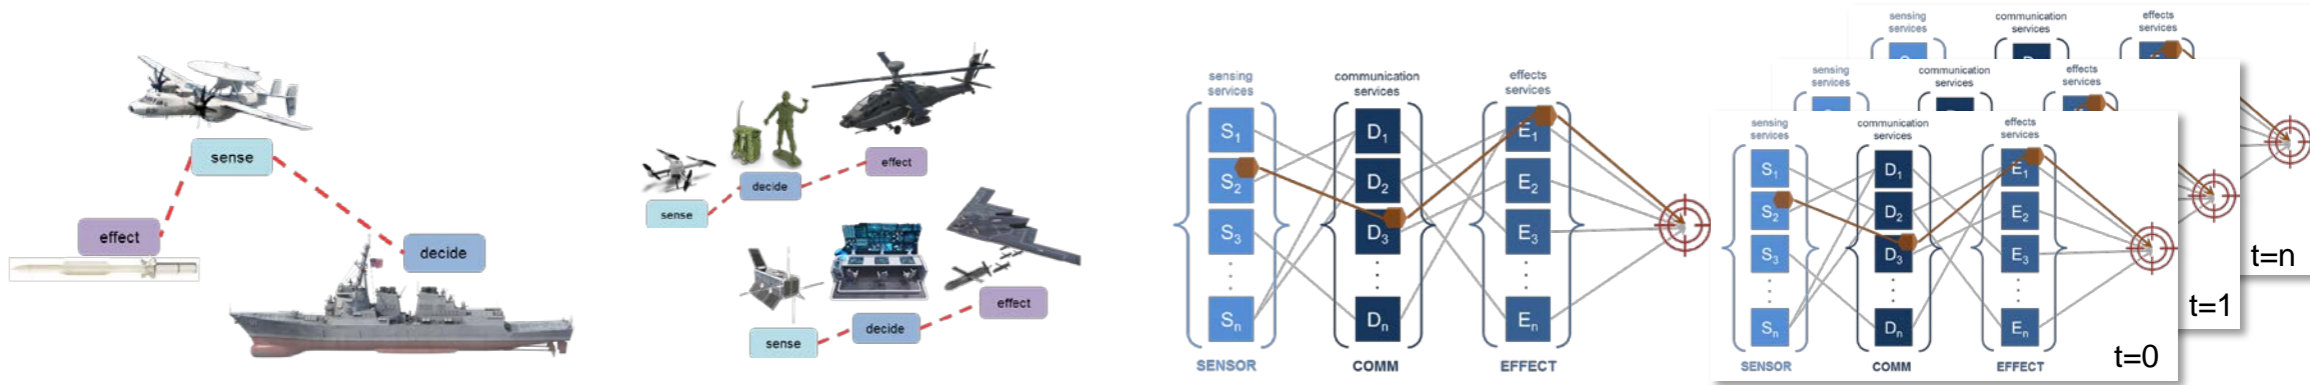 sense
effect
decide
effect
decide
sense
effect
decide
sense
sensing
services
communication
services
effects
services
S1
S2
S3
Sn
D1
D2
D3
Dn
E1
E2
E3
En
SENSOR
COMM
EFFECT
sensing
services
communication
services
effects
services
t=n
sensing
services
communication
services
effects
services
t=1
sensing
services
communication
services
effects
services
S1
S2
S3
Sn
D1
D2
D3
Dn
E1
E2
E3
En
SENSOR
COMM
EFFECT
t=0